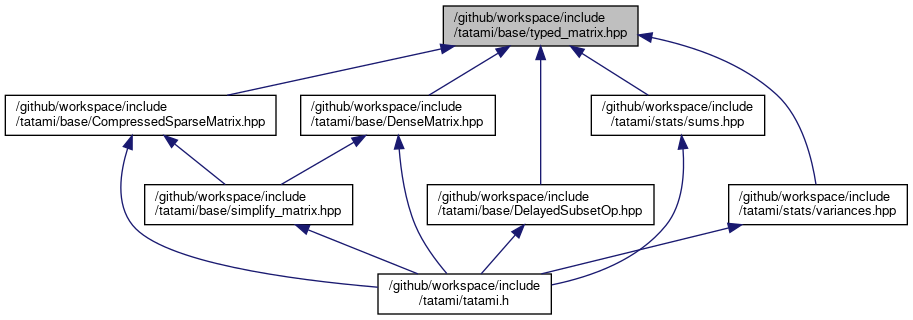 /github/workspace/include
/tatami/base/typed_matrix.hpp
/github/workspace/include
/tatami/base/CompressedSparseMatrix.hpp
/github/workspace/include
/tatami/base/DenseMatrix.hpp
/github/workspace/include
/tatami/stats/sums.hpp
/github/workspace/include
/tatami/base/simplify_matrix.hpp
/github/workspace/include
/tatami/base/DelayedSubsetOp.hpp
/github/workspace/include
/tatami/stats/variances.hpp
/github/workspace/include
/tatami/tatami.h